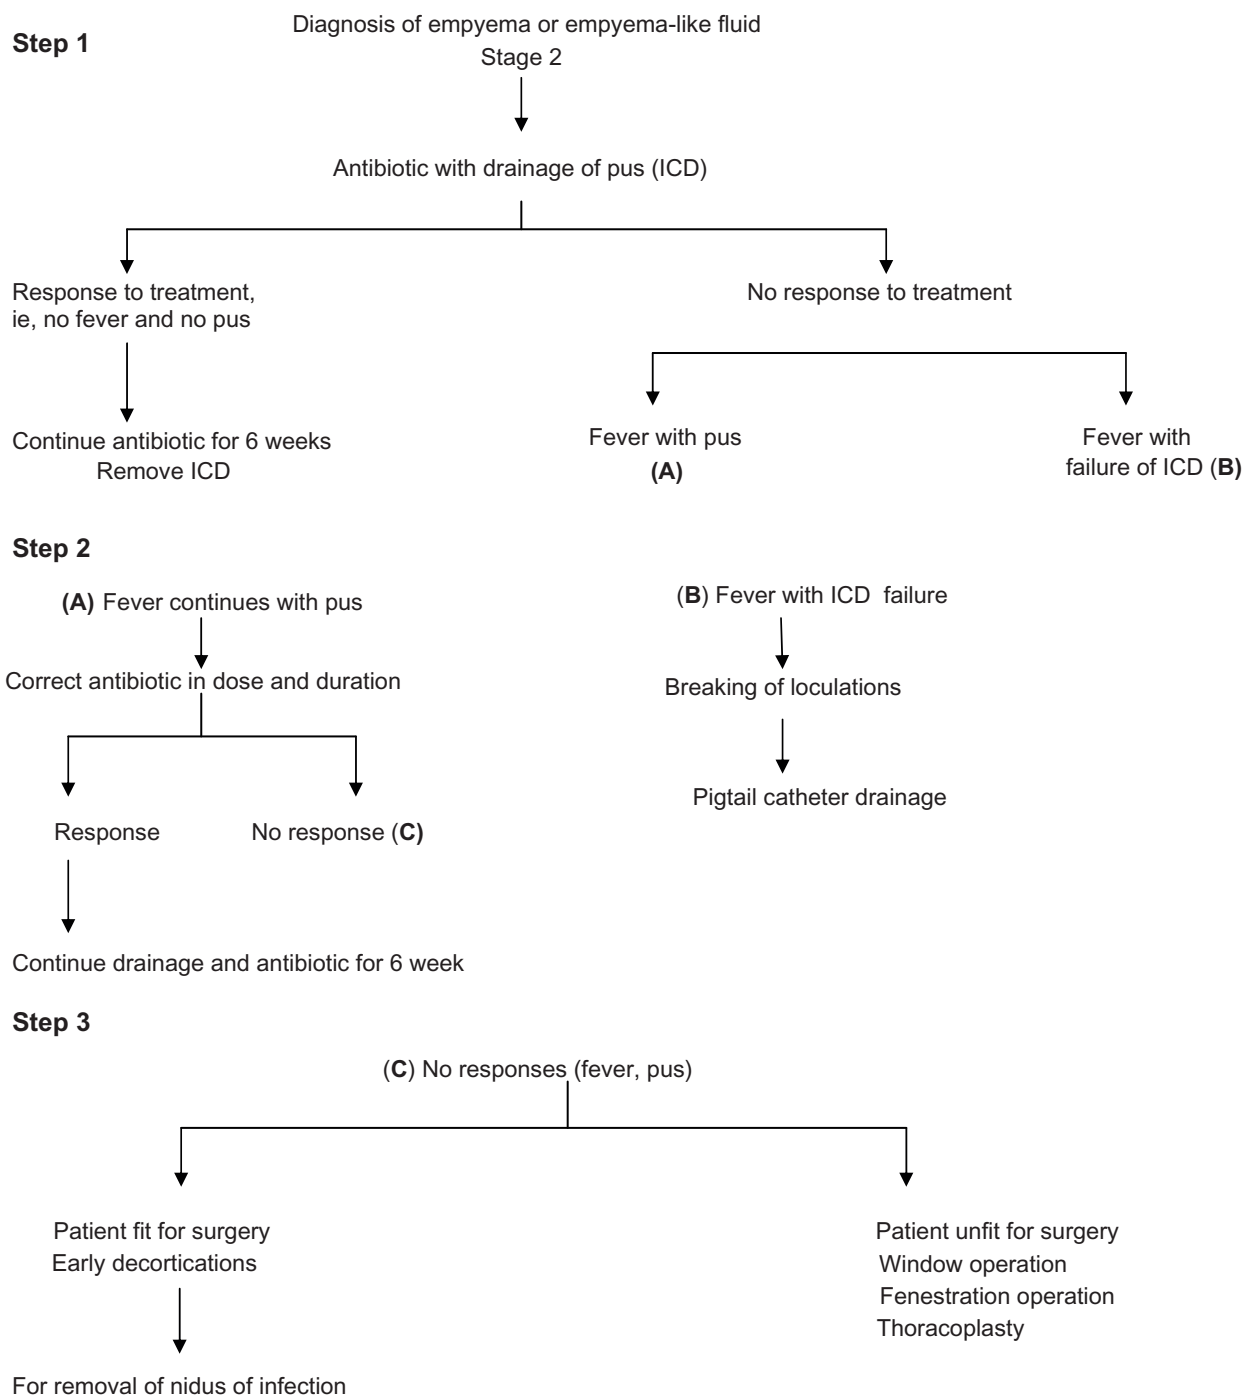 Step 1
Diagnosis of empyema or empyema-like fluid
Stage 2
Antibiotic with drainage of pus (ICD)
Response to treatment,
ie, no fever and no pus
No response to treatment
Continue antibiotic for 6 weeks
Remove ICD
Fever with pus
(A)
Fever with
failure of ICD (B)
Step 2
(A) Fever continues with pus
(B) Fever with ICD failure
Correct antibiotic in dose and duration
Breaking of loculations
Pigtail catheter drainage
Response
No response (C)
Continue drainage and antibiotic for 6 week
Step 3
(C) No responses (fever, pus)
Patient fit for surgery
Early decortications
Patient unfit for surgery
Window operation
Fenestration operation
Thoracoplasty
For removal of nidus of infection